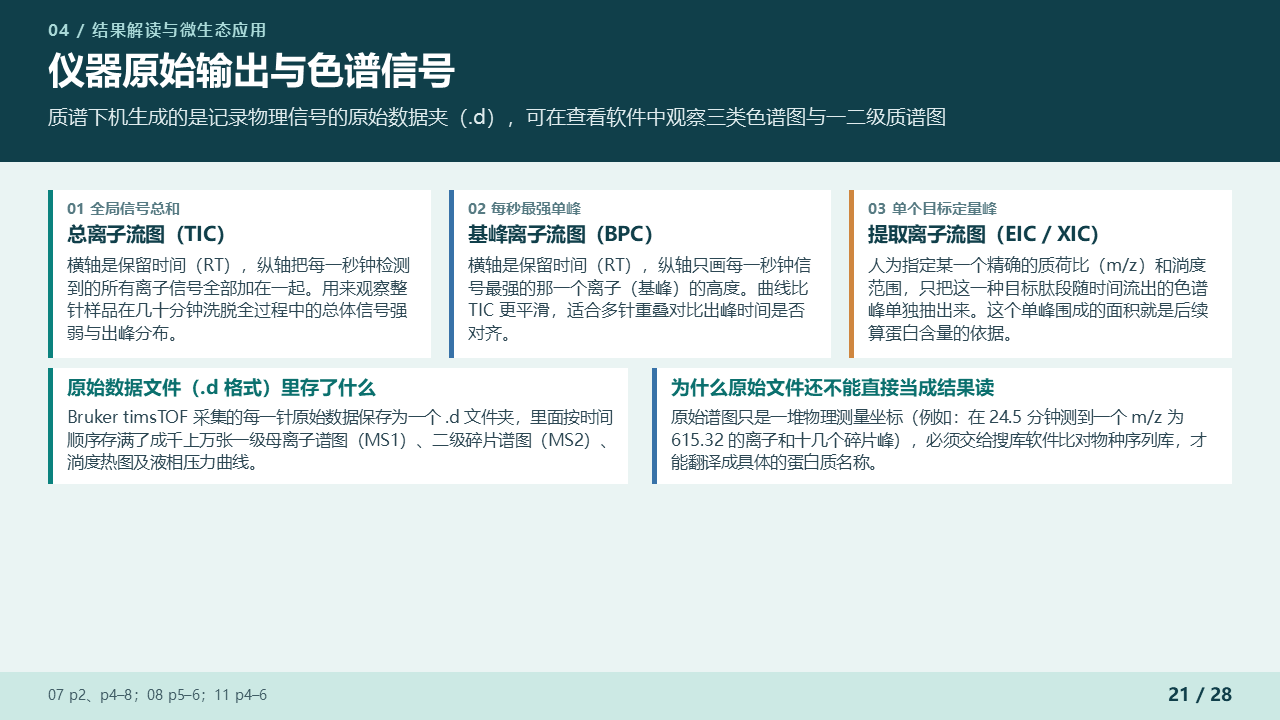 04 / 结果解读与微生态应用
仪器原始输出与色谱信号
质谱下机生成的是记录物理信号的原始数据夹（.d），可在查看软件中观察三类色谱图与一二级质谱图
01 全局信号总和
总离子流图（TIC）
横轴是保留时间（RT），纵轴把每一秒钟检测
到的所有离子信号全部加在一起。用来观察整
针样品在几十分钟洗脱全过程中的总体信号强
弱与出峰分布。
02 每秒最强单峰
基峰离子流图（BPC）
横轴是保留时间（RT），纵轴只画每一秒钟信
号最强的那一个离子（基峰）的高度。曲线比
TIC 更平滑，适合多针重叠对比出峰时间是否
对齐。
03 单个目标定量峰
提取离子流图（EIC / XIC）
人为指定某一个精确的质荷比（m/z）和淌度
范围，只把这一种目标肽段随时间流出的色谱
峰单独抽出来。这个单峰围成的面积就是后续
算蛋白含量的依据。
原始数据文件（.d 格式）里存了什么
Bruker timsTOF 采集的每一针原始数据保存为一个 .d 文件夹，里面按时间
顺序存满了成千上万张一级母离子谱图（MS1）、二级碎片谱图（MS2）、
淌度热图及液相压力曲线。
为什么原始文件还不能直接当成结果读
原始谱图只是一堆物理测量坐标（例如：在 24.5 分钟测到一个 m/z 为
615.32 的离子和十几个碎片峰），必须交给搜库软件比对物种序列库，才
能翻译成具体的蛋白质名称。
07 p2、p4–8；08 p5–6；11 p4–6
21 / 28